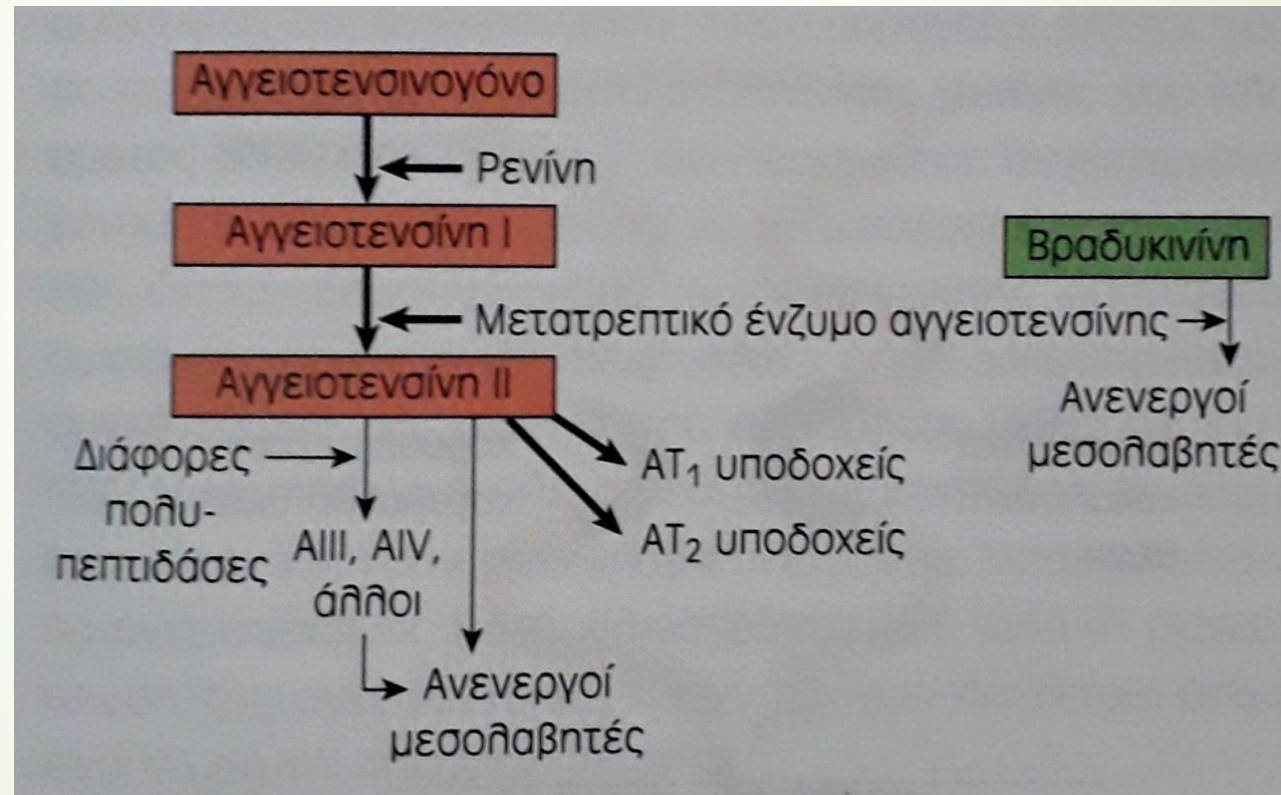 Αγγειοτενσινογόνο
Ρενίνη
Αγγειοτενσίνη I
Βραδυκινίνη
Μετατρεπτικό ένζυμο αγγειοτενσίνης
Αγγειοτενσίνη II
Ανενεργοί
μεσολαβητές
Διάφορες
πολυ-
πεπτιδάσες
AT₁ υποδοχείς
AT₂ υποδοχείς
AIII, AIV,
άλλοι
Ανενεργοί
μεσολαβητές